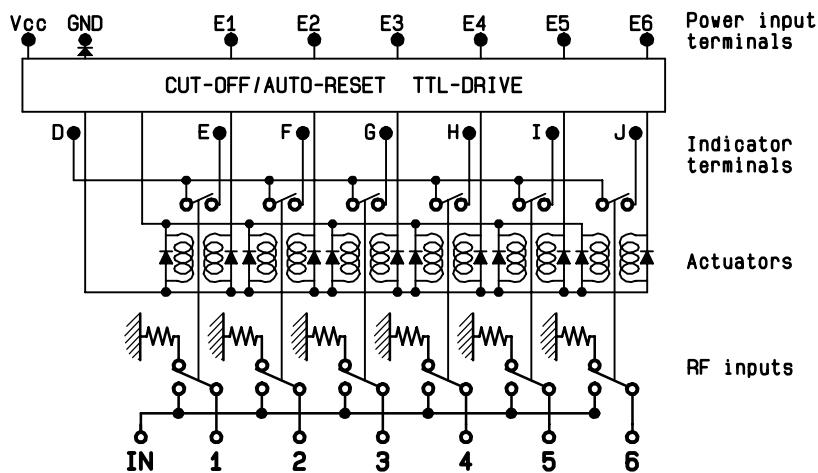 Vcc GND E1 E2 E3 E4 E5 E6 Power input
terminals
CUT-OFF/AUTO-RESET TTL-DRIVE
D E F G H I J Indicator
terminals
Actuators
RF inputs
IN 1 2 3 4 5 6